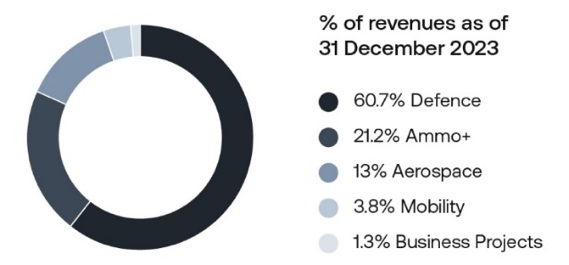 % of revenues as of
31 December 2023
60.7% Defence
21.2% Ammo+
13% Aerospace
3.8% Mobility
1.3% Business Projects